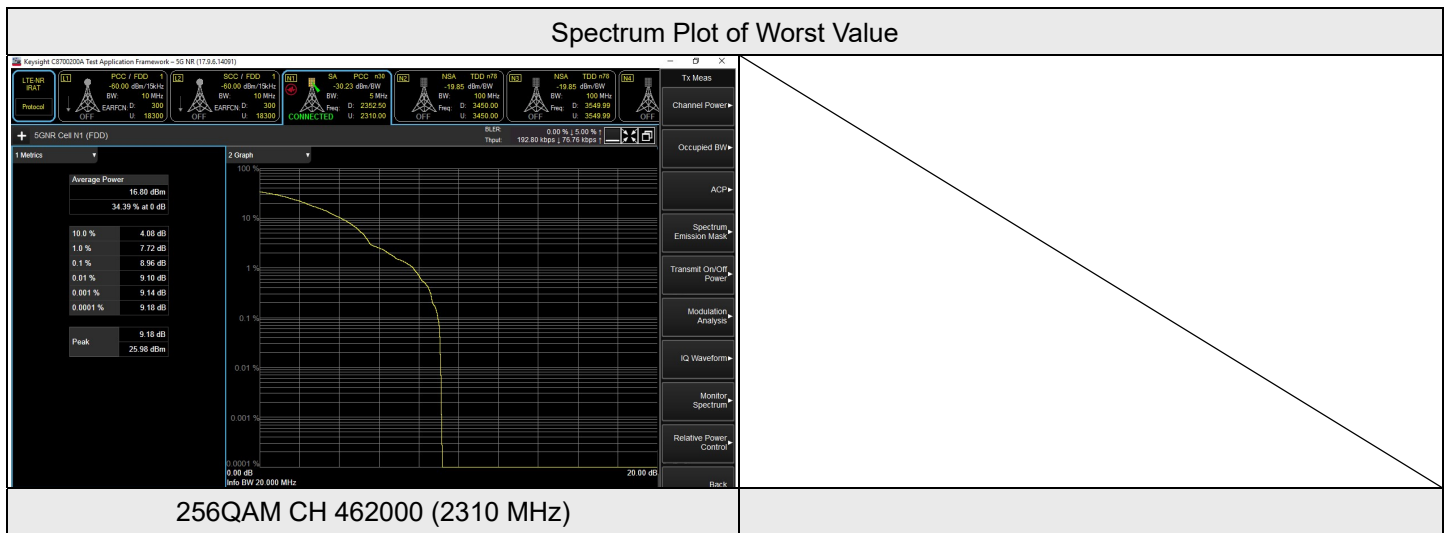 Spectrum Plot of Worst Value
Keysight C8700200A Test Application Framework – 5G NR (17.9.6.14091)
LTE-NR IRAT
Protocol
L1 PCC / FDD 1
-60.00 dBm/15kHz
BW: 10 MHz
EARFCN: D: 300
OFF U: 18300
L2 SCC / FDD 1
-60.00 dBm/15kHz
BW: 10 MHz
EARFCN: D: 300
OFF U: 18300
N1 SA PCC n30
-30.23 dBm/BW
BW: 5 MHz
Freq: D: 2352.50
CONNECTED U: 2310.00
N2 NSA TDD n78
-19.85 dBm/BW
BW: 100 MHz
Freq: D: 3450.00
OFF U: 3450.00
N3 NSA TDD n78
-19.85 dBm/BW
BW: 100 MHz
Freq: D: 3549.99
OFF U: 3549.99
N4
OFF
5GNR Cell N1 (FDD)
BLER: 0.00 % ↓ 5.00 % ↑
Thput: 192.80 kbps ↓ 76.76 kbps ↑
1 Metrics
Average Power
16.80 dBm
34.39 % at 0 dB
10.0 % 4.08 dB
1.0 % 7.72 dB
0.1 % 8.96 dB
0.01 % 9.10 dB
0.001 % 9.14 dB
0.0001 % 9.18 dB
Peak 9.18 dB
25.98 dBm
2 Graph
100 %
10 %
1 %
0.1 %
0.01 %
0.001 %
0.0001 %
0.00 dB 20.00 dB
Info BW 20.000 MHz
Tx Meas
Channel Power
Occupied BW
ACP
Spectrum
Emission Mask
Transmit On/Off
Power
Modulation
Analysis
IQ Waveform
Monitor
Spectrum
Relative Power
Control
Back
256QAM CH 462000 (2310 MHz)